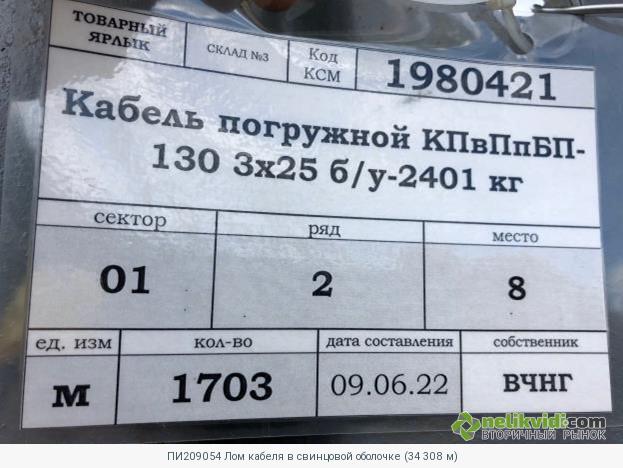 ТОВАРНЫЙ ЯРЛЫК
СКЛАД №3
Код КСМ
1980421
Кабель погружной КПвПпБП-
130 3х25 б/у-2401 кг
сектор
ряд
место
01
2
8
ед. изм
кол-во
дата составления
собственник
м
1703
09.06.22
ВЧНГ
nelikvidi.com
ВТОРИЧНЫЙ РЫНОК
ПИ209054 Лом кабеля в свинцовой оболочке (34 308 м)